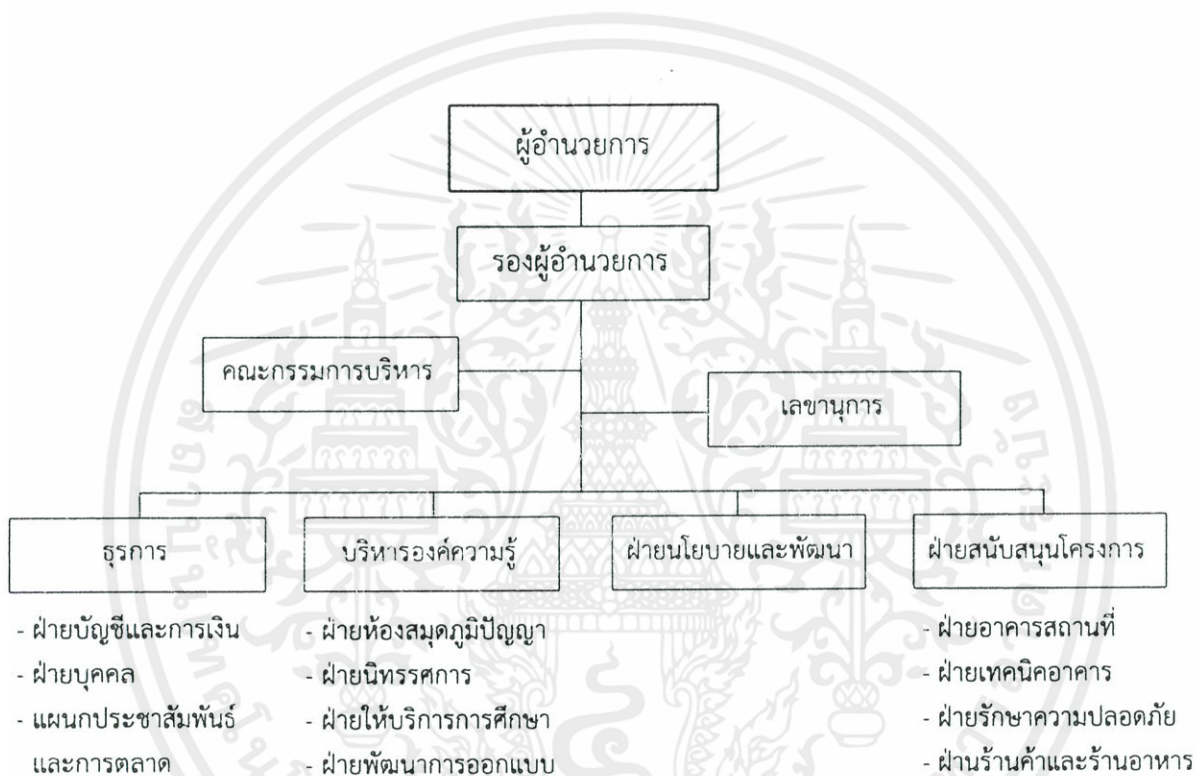 ผู้อำนวยการ
รองผู้อำนวยการ
คณะกรรมการบริหาร
เลขานุการ
ธุรการ
บริหารองค์ความรู้
ฝ่ายนโยบายและพัฒนา
ฝ่ายสนับสนุนโครงการ
- ฝ่ายบัญชีและการเงิน
- ฝ่ายบุคคล
- แผนกประชาสัมพันธ์
และการตลาด
- ฝ่ายห้องสมุดภูมิปัญญา
- ฝ่ายนิทรรศการ
- ฝ่ายให้บริการการศึกษา
- ฝ่ายพัฒนาการออกแบบ
- ฝ่ายอาคารสถานที่
- ฝ่ายเทคนิคอาคาร
- ฝ่ายรักษาความปลอดภัย
- ฝ่านร้านค้าและร้านอาหาร